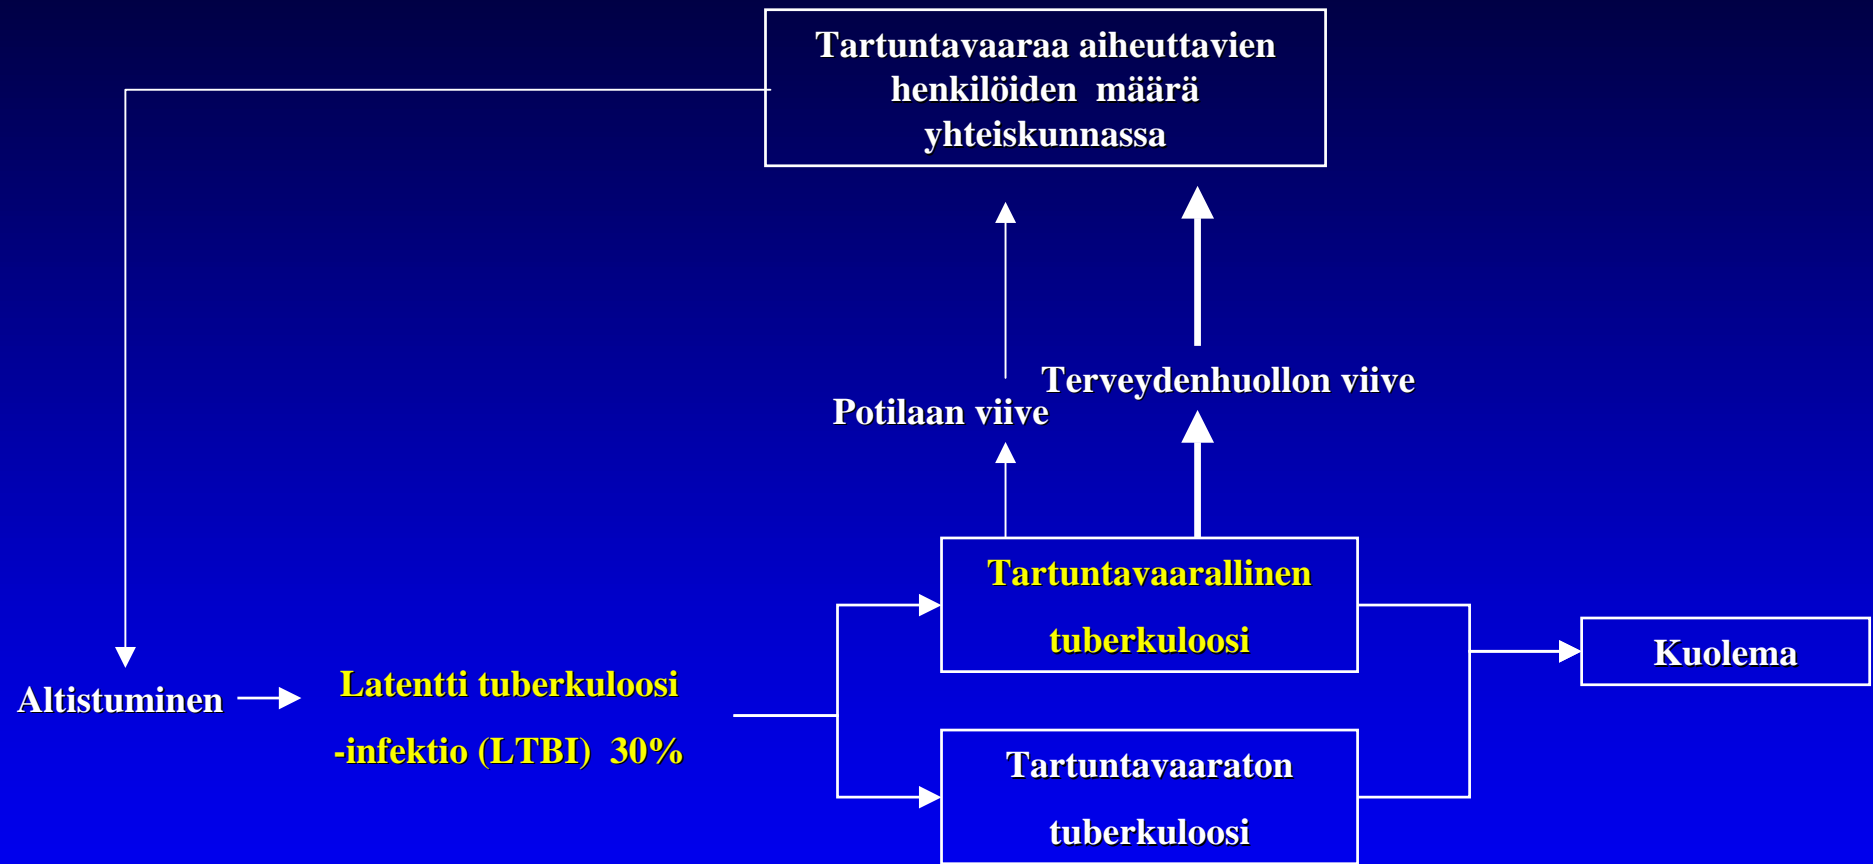 Tartuntavaaraa aiheuttavien
henkilöiden määrä
yhteiskunnassa
Terveydenhuollon viive
Potilaan viive
Tartuntavaarallinen
tuberkuloosi
Kuolema
Altistuminen
Latentti tuberkuloosi
-infektio (LTBI) 30%
Tartuntavaaraton
tuberkuloosi